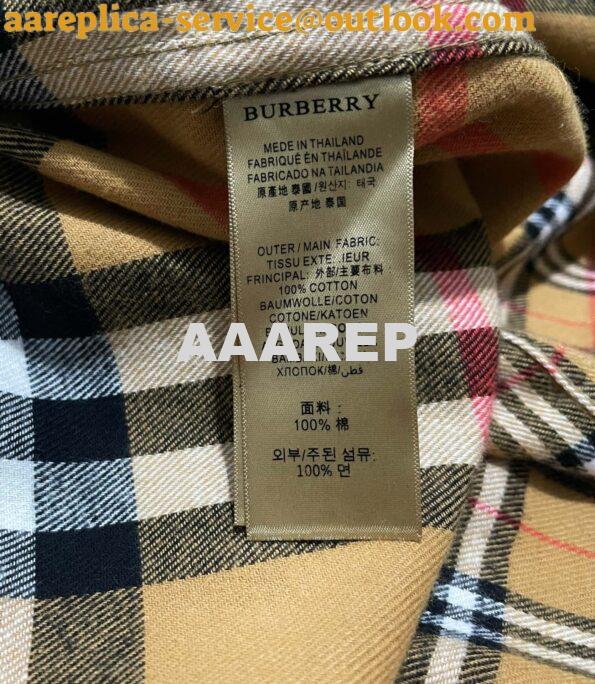 aareplica-service@outlook.com
BURBERRY
MADE IN THAILAND
FABRIQUÉ EN THAÏLANDE
FABRICADO NA TAILANDIA
原產地 泰國 /원산지: 태국
原产地 泰国
OUTER / MAIN FABRIC:
TISSU EXTE..IEUR
PRINCIPAL: 外部/主要布料
100% COTTON
BAUMWOLLE/COTON
COTONE/KATOEN
AAAREP
ХЛОПОК/棉/قطن
面料 :
100% 棉
외부/주된 섬유:
100% 면